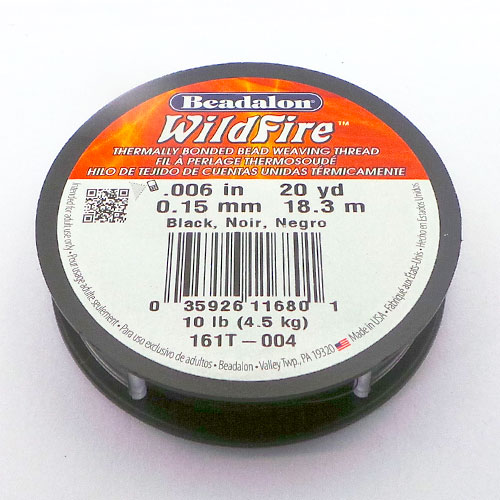 Beadalon
WildFire™
THERMALLY BONDED BEAD WEAVING THREAD
FIL À PERLAGE THERMOSOUDÉ
HILO DE TEJIDO DE CUENTAS UNIDAS TÉRMICAMENTE
.006 in 20 yd
0.15 mm 18.3 m
Black, Noir, Negro
0 35926 11680 1
10 lb (4.5 kg)
161T-004
Intended for adult use only. • Pour usage adulte seulement. • Para uso exclusivo de adultos. • Beadalon • Valley Twp., PA 19320
Made in USA. • Fabriqué aux États-Unis • Hecho en Estados Unidos